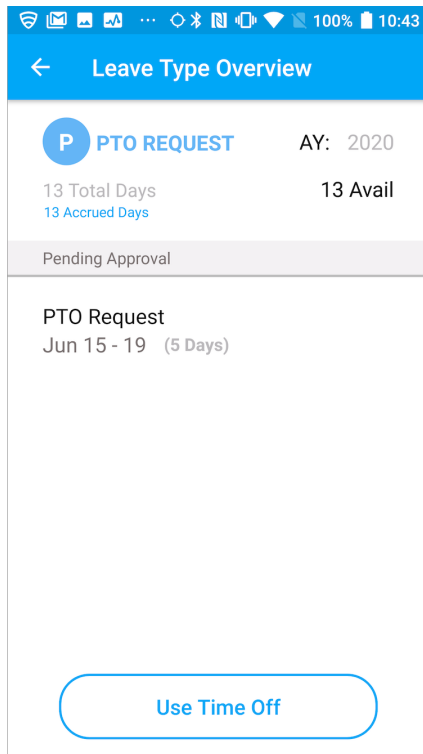 100% 10:43
Leave Type Overview
P PTO REQUEST AY: 2020
13 Total Days 13 Avail
13 Accrued Days
Pending Approval
PTO Request
Jun 15 - 19 (5 Days)
Use Time Off